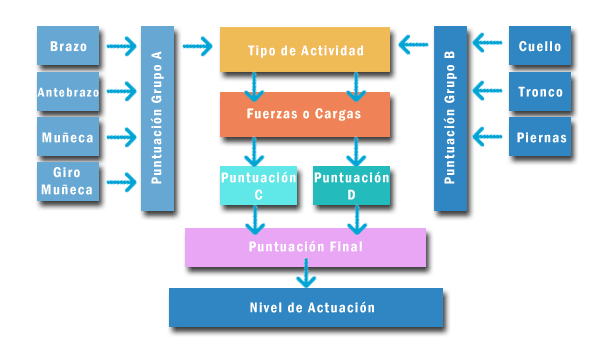 Brazo
Antebrazo
Muñeca
Giro
Muñeca
Puntuación Grupo A
Tipo de Actividad
Fuerzas o Cargas
Puntuación
C
Puntuación
D
Puntuación Final
Nivel de Actuación
Puntuación Grupo B
Cuello
Tronco
Piernas